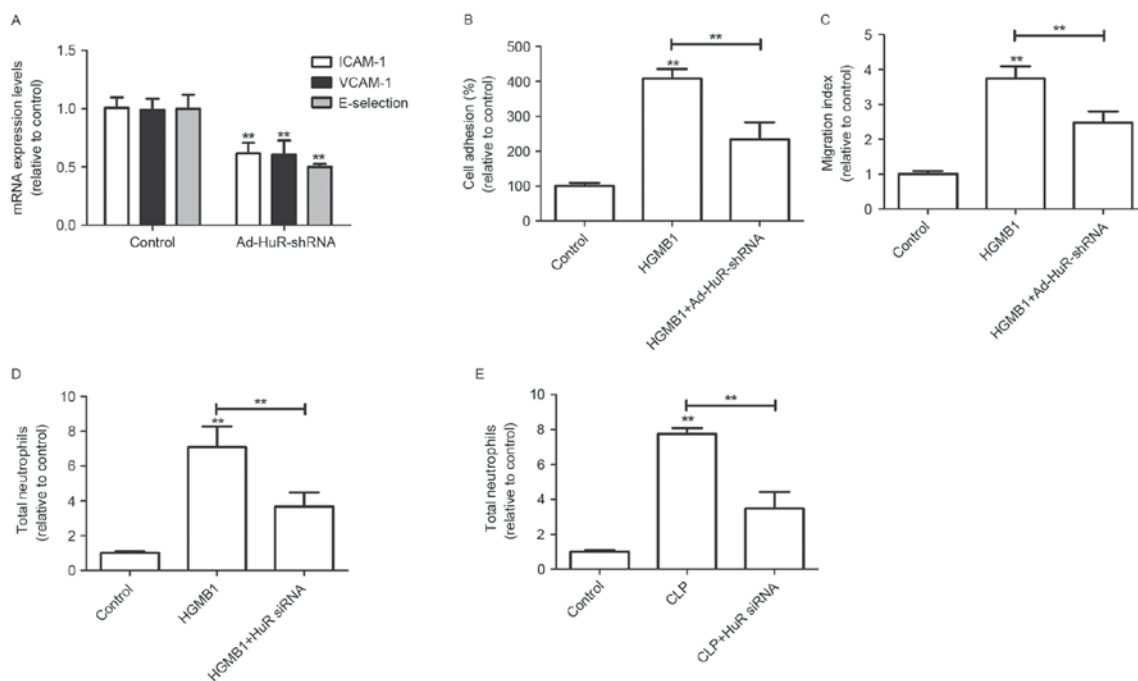 A
mRNA expression levels
(relative to control)
1.5
1.0
0.5
0.0
ICAM-1
VCAM-1
E-selection
**
**
**
Control
Ad-HuR-shRNA
B
Cell adhesion (%)
(relative to control)
500
400
300
200
100
0
**
**
Control
HGMB1
HGMB1+Ad-HuR-shRNA
C
Migration index
(relative to control)
5
4
3
2
1
0
**
**
Control
HGMB1
HGMB1+Ad-HuR-shRNA
D
Total neutrophils
(relative to control)
10
8
6
4
2
0
**
**
Control
HGMB1
HGMB1+HuR siRNA
E
Total neutrophils
(relative to control)
10
8
6
4
2
0
**
**
Control
CLP
CLP+HuR siRNA